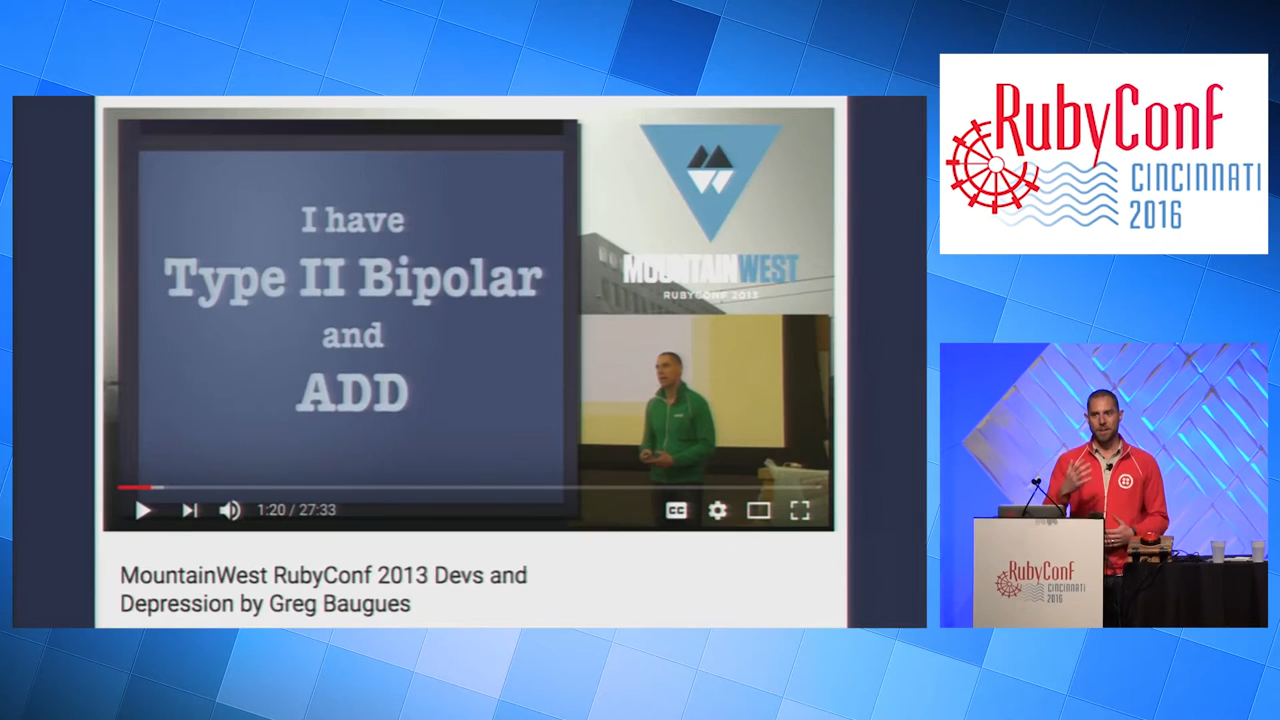 I have
Type II Bipolar
and
ADD
MOUNTAINWEST
RUBYCONF 2013
1:20 / 27:33
CC
MountainWest RubyConf 2013 Devs and
Depression by Greg Baugues
RubyConf
CINCINNATI
2016
RubyConf
CINCINNATI
2016